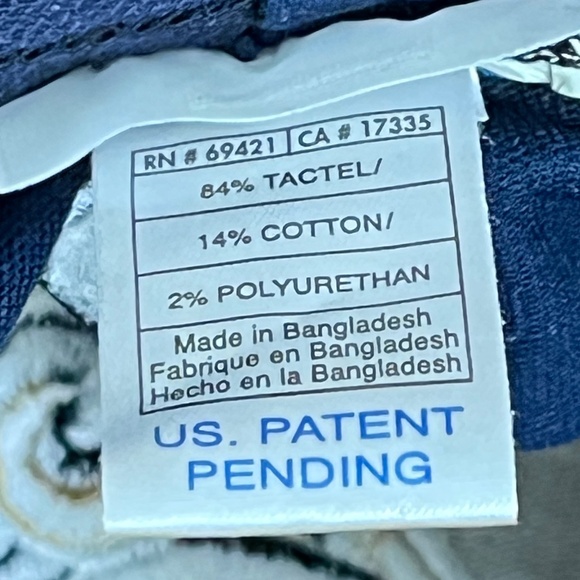 RN # 69421 | CA # 17335
84% TACTEL/
14% COTTON/
2% POLYURETHAN
Made in Bangladesh
Fabrique en Bangladesh
Hecho en la Bangladesh
US. PATENT
PENDING